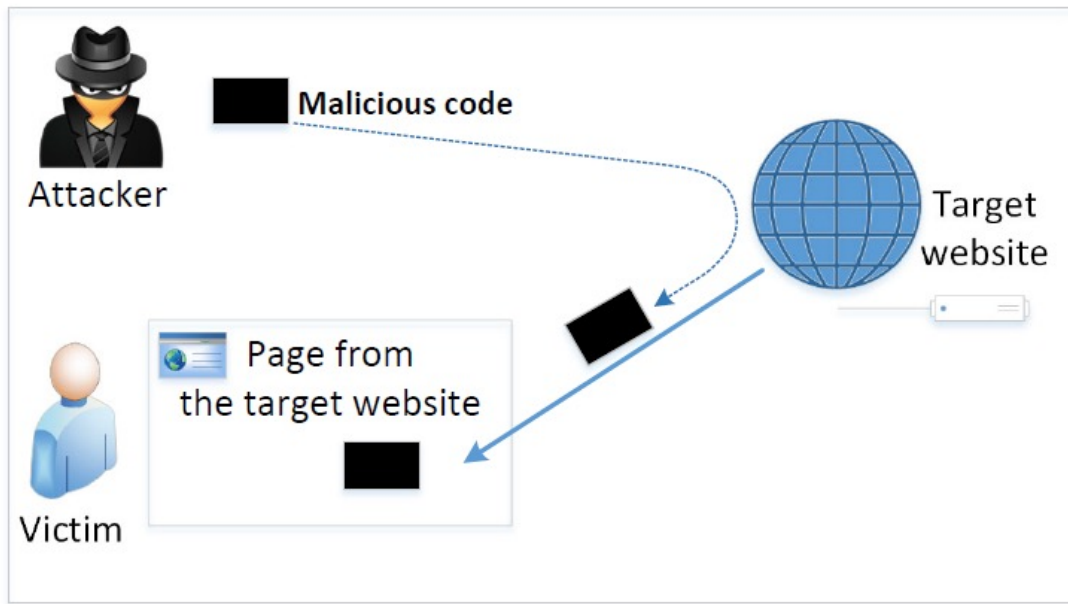 Malicious code
Attacker
Target
website
Page from
the target website
Victim